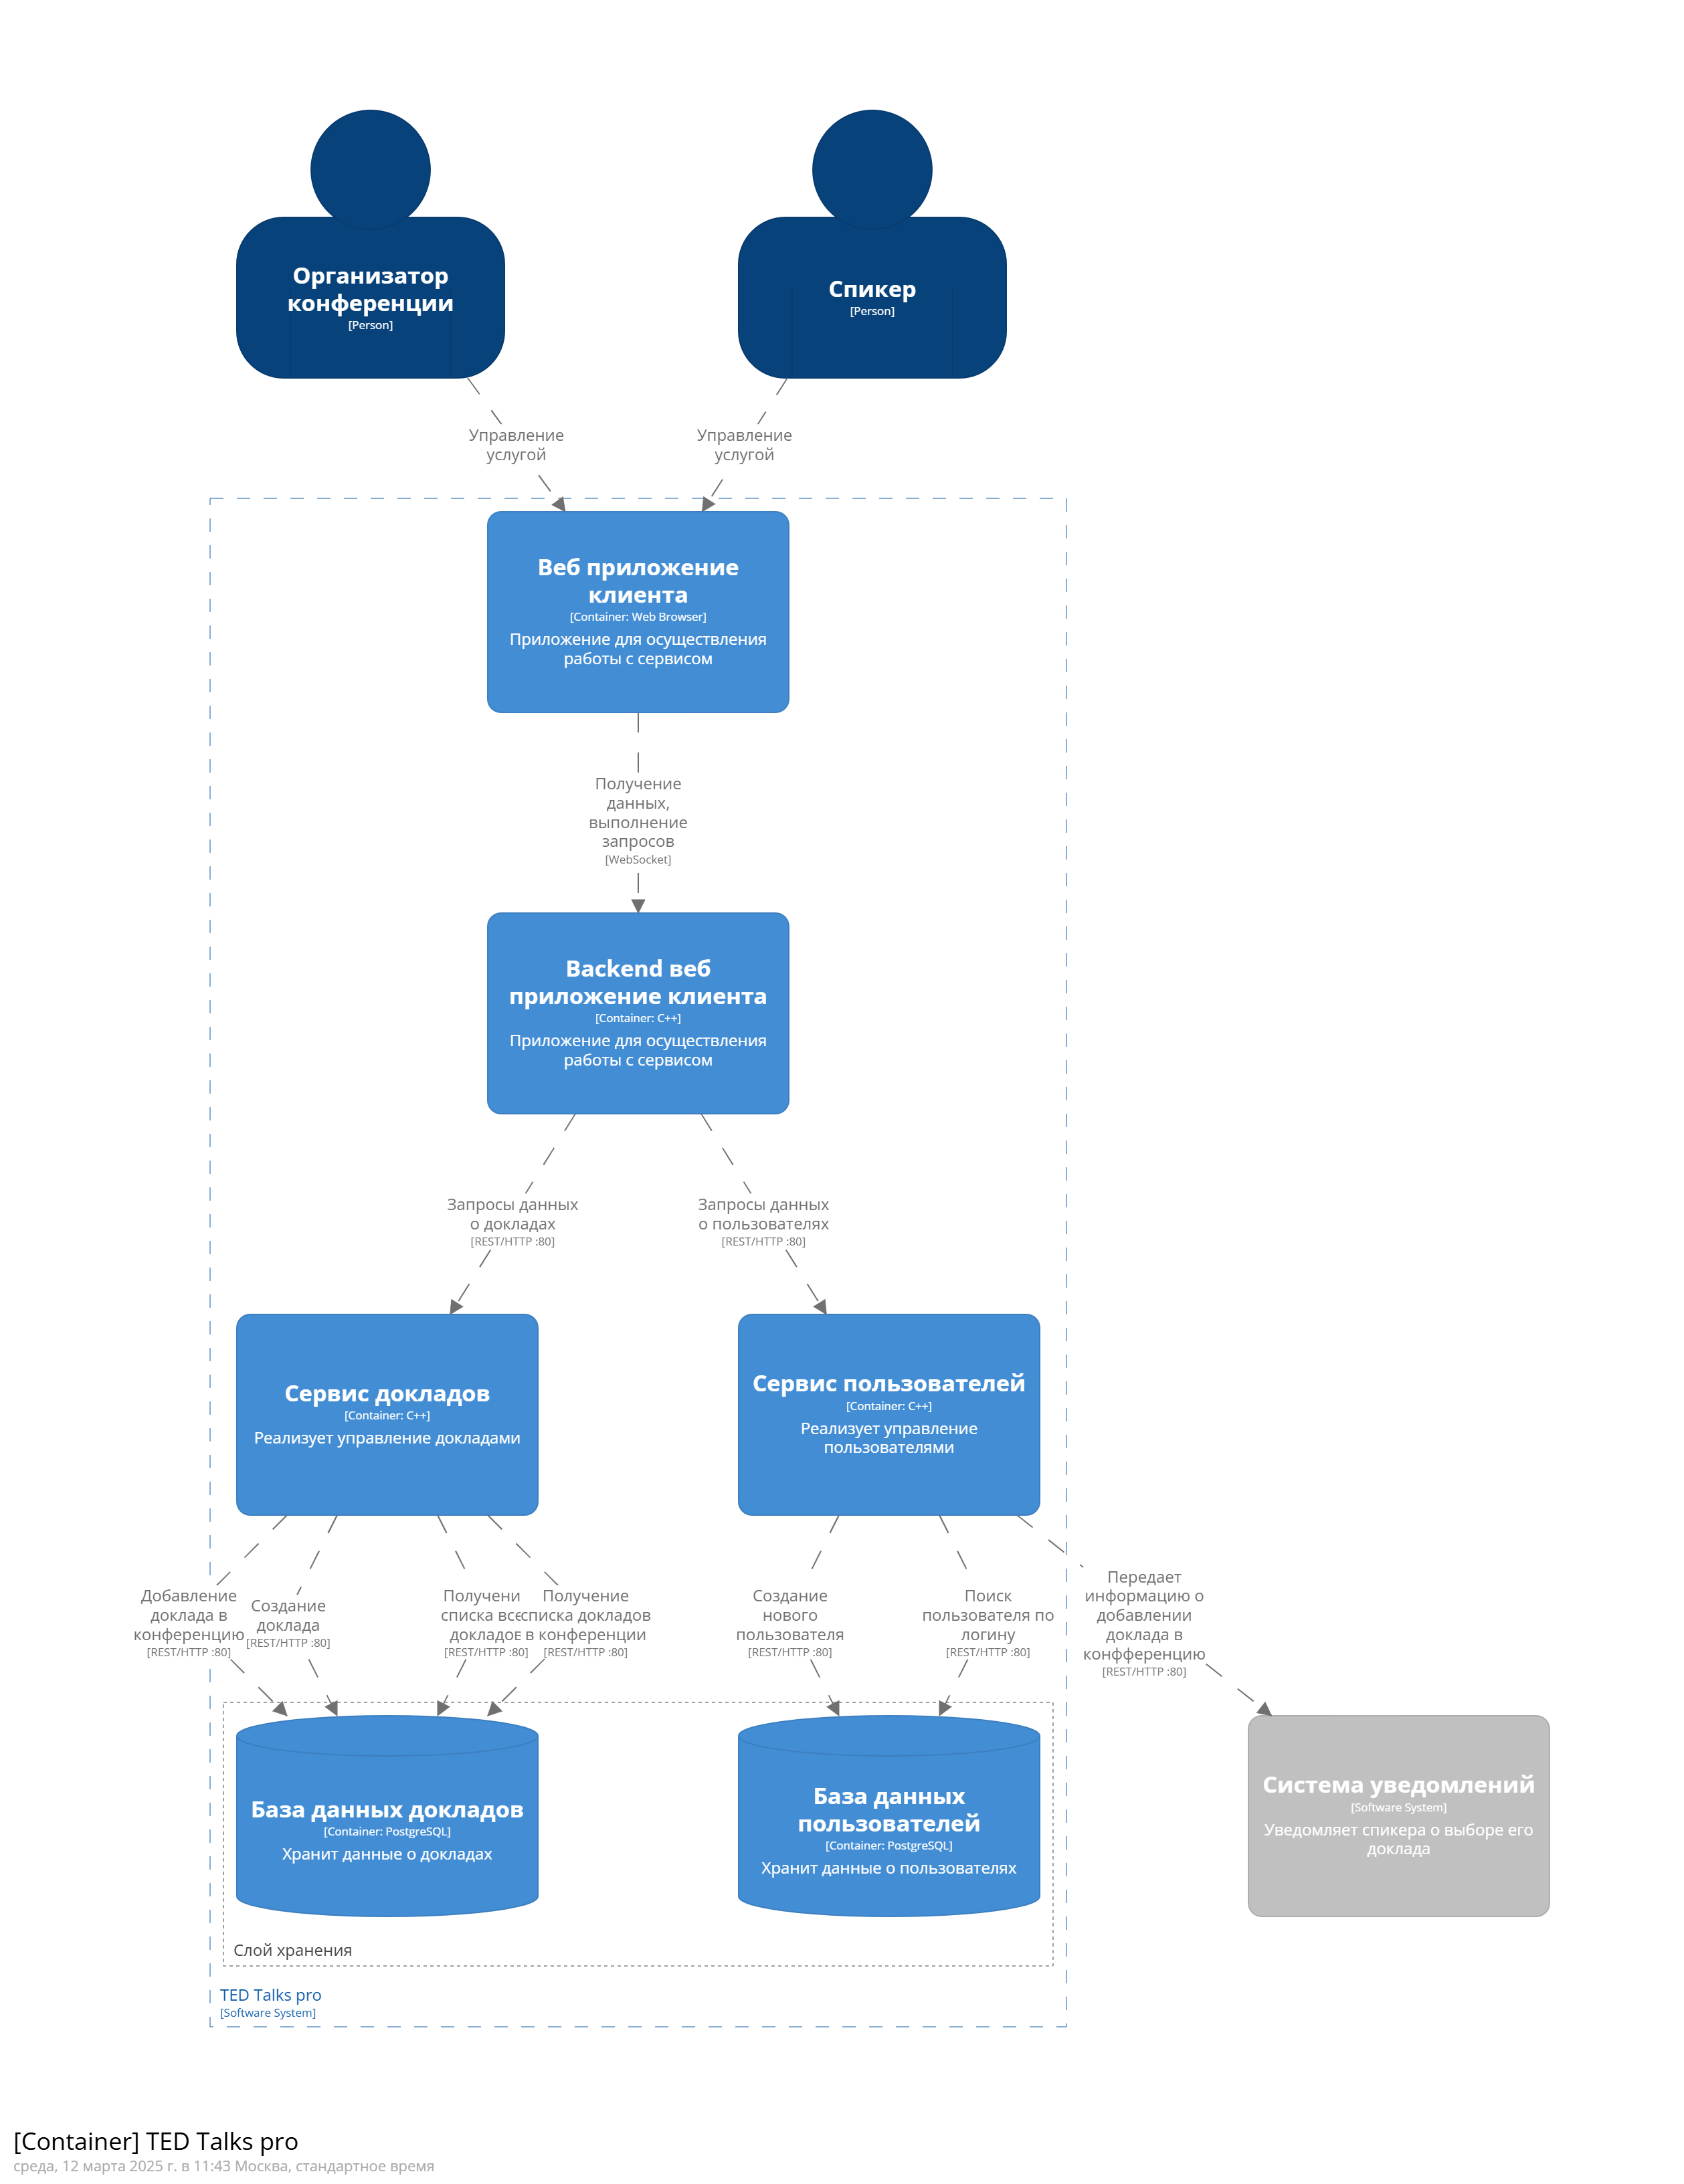 Организатор
конференции
[Person]
Спикер
[Person]
Управление
услугой
Управление
услугой
Веб приложение
клиента
[Container: Web Browser]
Приложение для осуществления
работы с сервисом
Получение
данных,
выполнение
запросов
[WebSocket]
Backend веб
приложение клиента
[Container: C++]
Приложение для осуществления
работы с сервисом
Запросы данных
о докладах
[REST/HTTP :80]
Запросы данных
о пользователях
[REST/HTTP :80]
Сервис докладов
[Container: C++]
Реализует управление докладами
Сервис пользователей
[Container: C++]
Реализует управление
пользователями
Добавление
доклада в
конференцию
[REST/HTTP :80]
Создание
доклада
[REST/HTTP :80]
Получени
списка все
докладов
[REST/HTTP :80]
Получение
списка докладов
в конференции
[REST/HTTP :80]
Создание
нового
пользователя
[REST/HTTP :80]
Поиск
пользователя по
логину
[REST/HTTP :80]
Передает
информацию о
добавлении
доклада в
конфференцию
[REST/HTTP :80]
База данных докладов
[Container: PostgreSQL]
Хранит данные о докладах
База данных
пользователей
[Container: PostgreSQL]
Хранит данные о пользователях
Система уведомлений
[Software System]
Уведомляет спикера о выборе его
доклада
Слой хранения
TED Talks pro
[Software System]
[Container] TED Talks pro
среда, 12 марта 2025 г. в 11:43 Москва, стандартное время